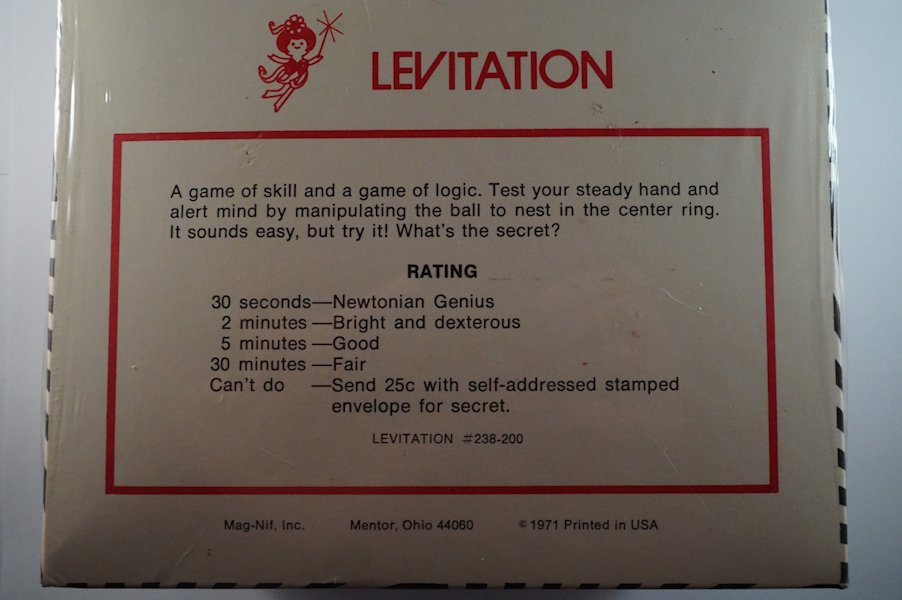 LEVITATION
A game of skill and a game of logic. Test your steady hand and
alert mind by manipulating the ball to nest in the center ring.
It sounds easy, but try it! What's the secret?
RATING
30 seconds—Newtonian Genius
2 minutes—Bright and dexterous
5 minutes—Good
30 minutes—Fair
Can't do —Send 25c with self-addressed stamped
envelope for secret.
LEVITATION #238-200
Mag-Nif, Inc. Mentor, Ohio 44060 ©1971 Printed in USA